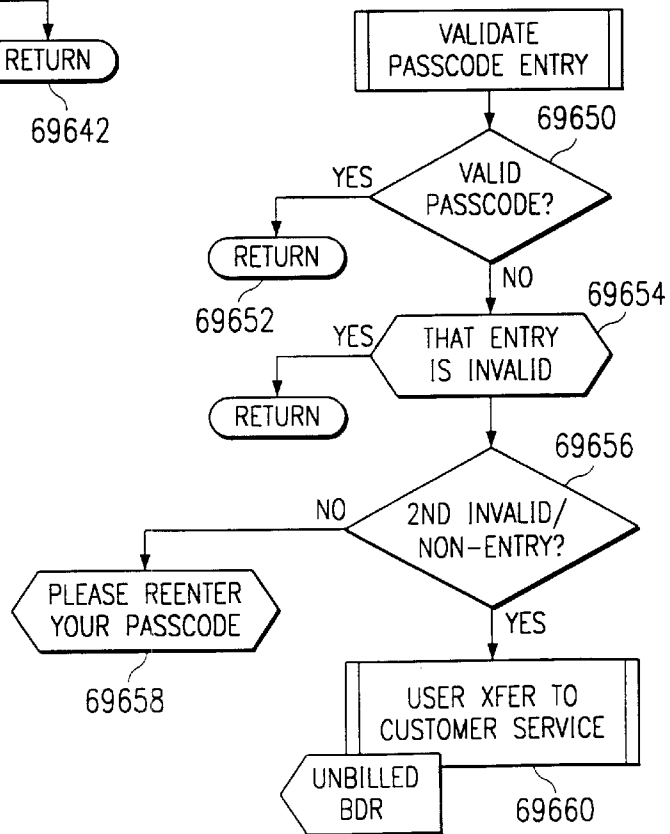 RETURN
69642
VALIDATE
PASSCODE ENTRY
69650
VALID
PASSCODE?
YES
RETURN
69652
NO
69654
THAT ENTRY
IS INVALID
YES
RETURN
69656
2ND INVALID/
NON-ENTRY?
NO
PLEASE REENTER
YOUR PASSCODE
69658
YES
USER XFER TO
CUSTOMER SERVICE
UNBILLED
BDR
69660